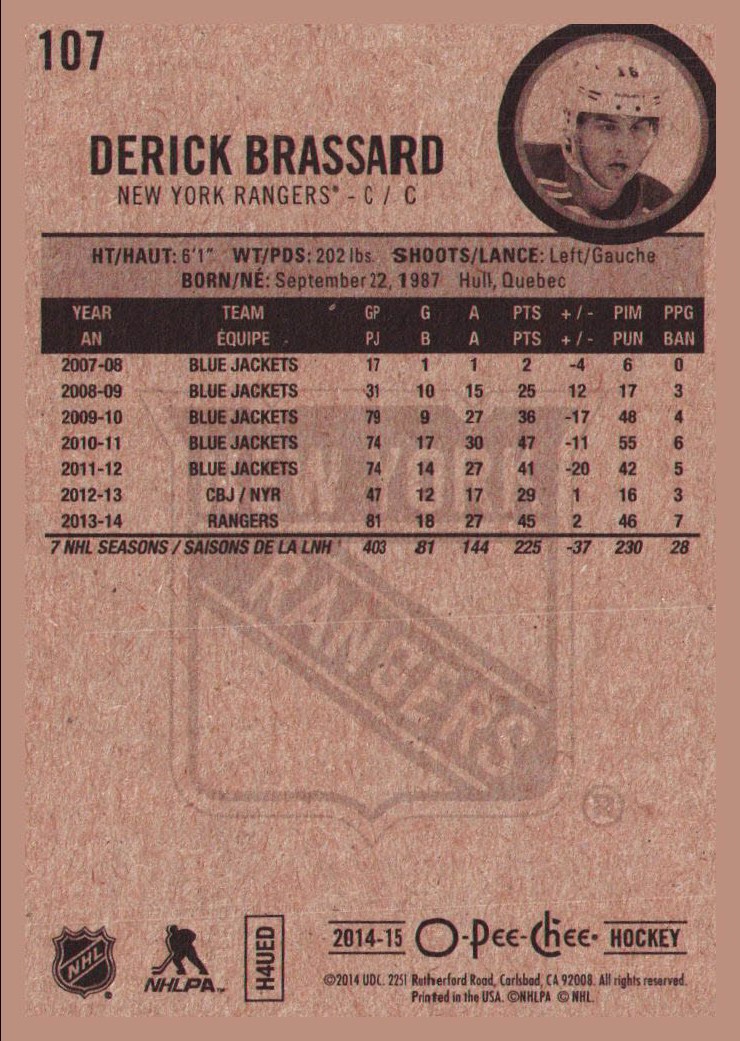 107
16
DERICK BRASSARD
NEW YORK RANGERS® - C / C
HT/HAUT: 6'1" WT/PDS: 202 lbs. SHOOTS/LANCE: Left/Gauche
BORN/NÉ: September 22, 1987 Hull, Quebec
YEAR TEAM GP G A PTS +/- PIM PPG
AN ÉQUIPE PJ B A PTS +/- PUN BAN
2007-08 BLUE JACKETS 17 1 1 2 -4 6 0
2008-09 BLUE JACKETS 31 10 15 25 12 17 3
2009-10 BLUE JACKETS 79 9 27 36 -17 48 4
2010-11 BLUE JACKETS 74 17 30 47 -11 55 6
2011-12 BLUE JACKETS 74 14 27 41 -20 42 5
2012-13 CBJ / NYR 47 12 17 29 1 16 3
2013-14 RANGERS 81 18 27 45 2 46 7
7 NHL SEASONS / SAISONS DE LA LNH 403 81 144 225 -37 230 28
NEW YORK
RANGERS
®
NHL ®
NHLPA™
H4UED
2014-15 O-Pee-Chee® HOCKEY
©2014 UDC. 2251 Rutherford Road, Carlsbad, CA 92008. All rights reserved.
Printed in the USA. ©NHLPA © NHL.